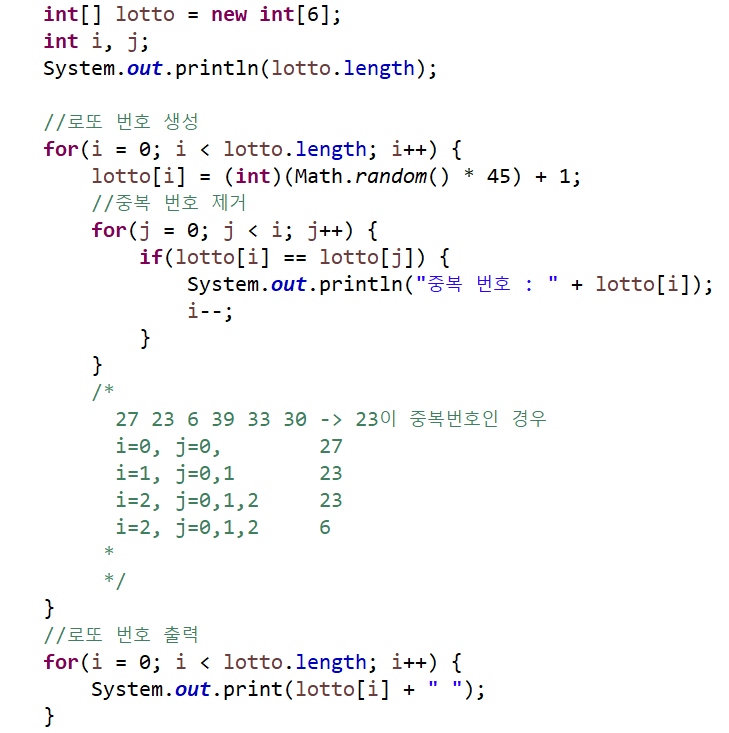 int[] lotto = new int[6];
int i, j;
System.out.println(lotto.length);

//로또 번호 생성
for(i = 0; i < lotto.length; i++) {
    lotto[i] = (int)(Math.random() * 45) + 1;
    //중복 번호 제거
    for(j = 0; j < i; j++) {
        if(lotto[i] == lotto[j]) {
            System.out.println("중복 번호 : " + lotto[i]);
            i--;
        }
    }
    /*
      27 23 6 39 33 30 -> 23이 중복번호인 경우
      i=0, j=0,        27
      i=1, j=0,1       23
      i=2, j=0,1,2     23
      i=2, j=0,1,2     6
     *
     */
}
//로또 번호 출력
for(i = 0; i < lotto.length; i++) {
    System.out.print(lotto[i] + " ");
}